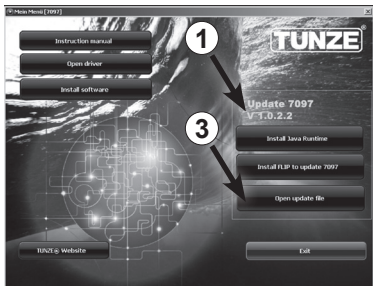 Mein Menü [7097]
Instruction manual
Open driver
Install software
1
TUNZE®
Update 7097
V 1.0.2.2
3
Install Java Runtime
Install FLIP to update 7097
Open update file
TUNZE® Website
Exit